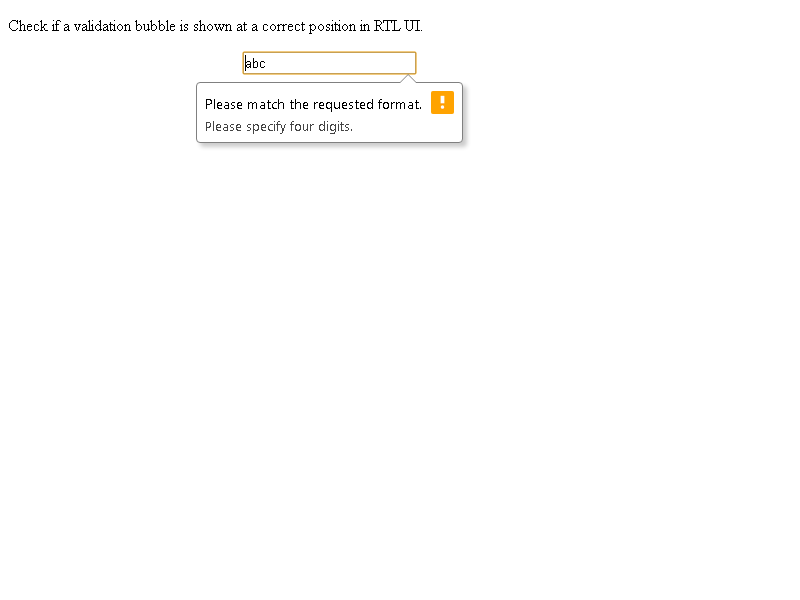 Check if a validation bubble is shown at a correct position in RTL UI.
abc
Please match the requested format.
Please specify four digits.